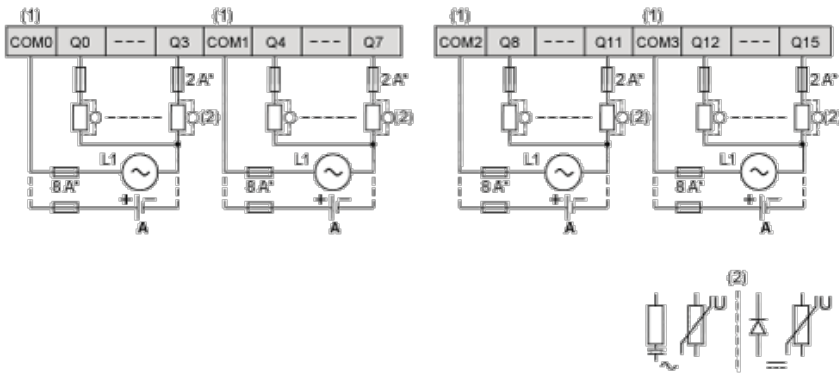 (1) (1) (1) (1)
COM0 Q0 --- Q3 COM1 Q4 --- Q7 COM2 Q8 --- Q11 COM3 Q12 --- Q15
2 A* 2 A* 2 A* 2 A*
(2) (2) (2) (2)
L1 L1 L1 L1
8 A* 8 A* 8 A* 8 A*
+ − + − + − + −
A A A A
(2)
U U